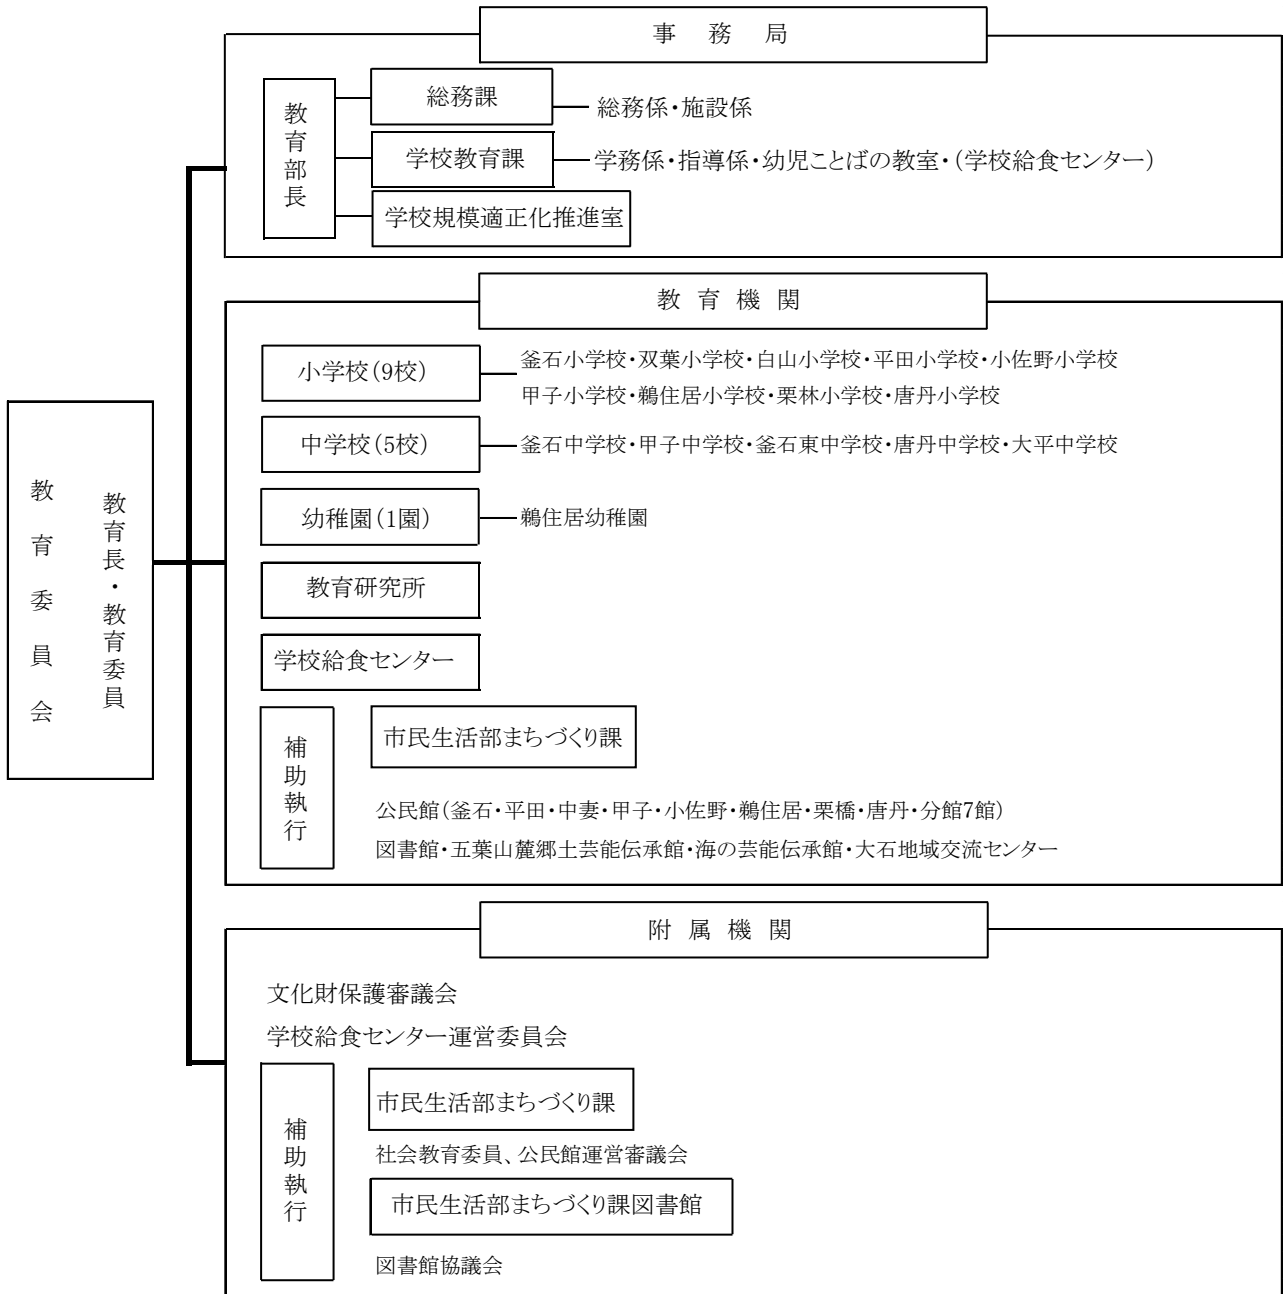 事務局
教育部長
総務課
総務係・施設係
学校教育課
学務係・指導係・幼児ことばの教室・(学校給食センター)
学校規模適正化推進室
教育機関
小学校(9校)
釜石小学校・双葉小学校・白山小学校・平田小学校・小佐野小学校
甲子小学校・鵜住居小学校・栗林小学校・唐丹小学校
中学校(5校)
釜石中学校・甲子中学校・釜石東中学校・唐丹中学校・大平中学校
教育委員会
教育長・教育委員
幼稚園(1園)
鵜住居幼稚園
教育研究所
学校給食センター
補助執行
市民生活部まちづくり課
公民館(釜石・平田・中妻・甲子・小佐野・鵜住居・栗橋・唐丹・分館7館)
図書館・五葉山麓郷土芸能伝承館・海の芸能伝承館・大石地域交流センター
附属機関
文化財保護審議会
学校給食センター運営委員会
補助執行
市民生活部まちづくり課
社会教育委員、公民館運営審議会
市民生活部まちづくり課図書館
図書館協議会